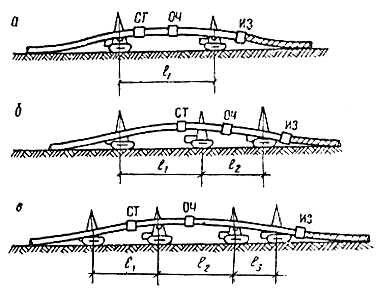 а
СТ ОЧ ИЗ
ℓ₁
б
СТ ОЧ ИЗ
ℓ₁ ℓ₂
в
СТ ОЧ ИЗ
ℓ₁ ℓ₂ ℓ₃